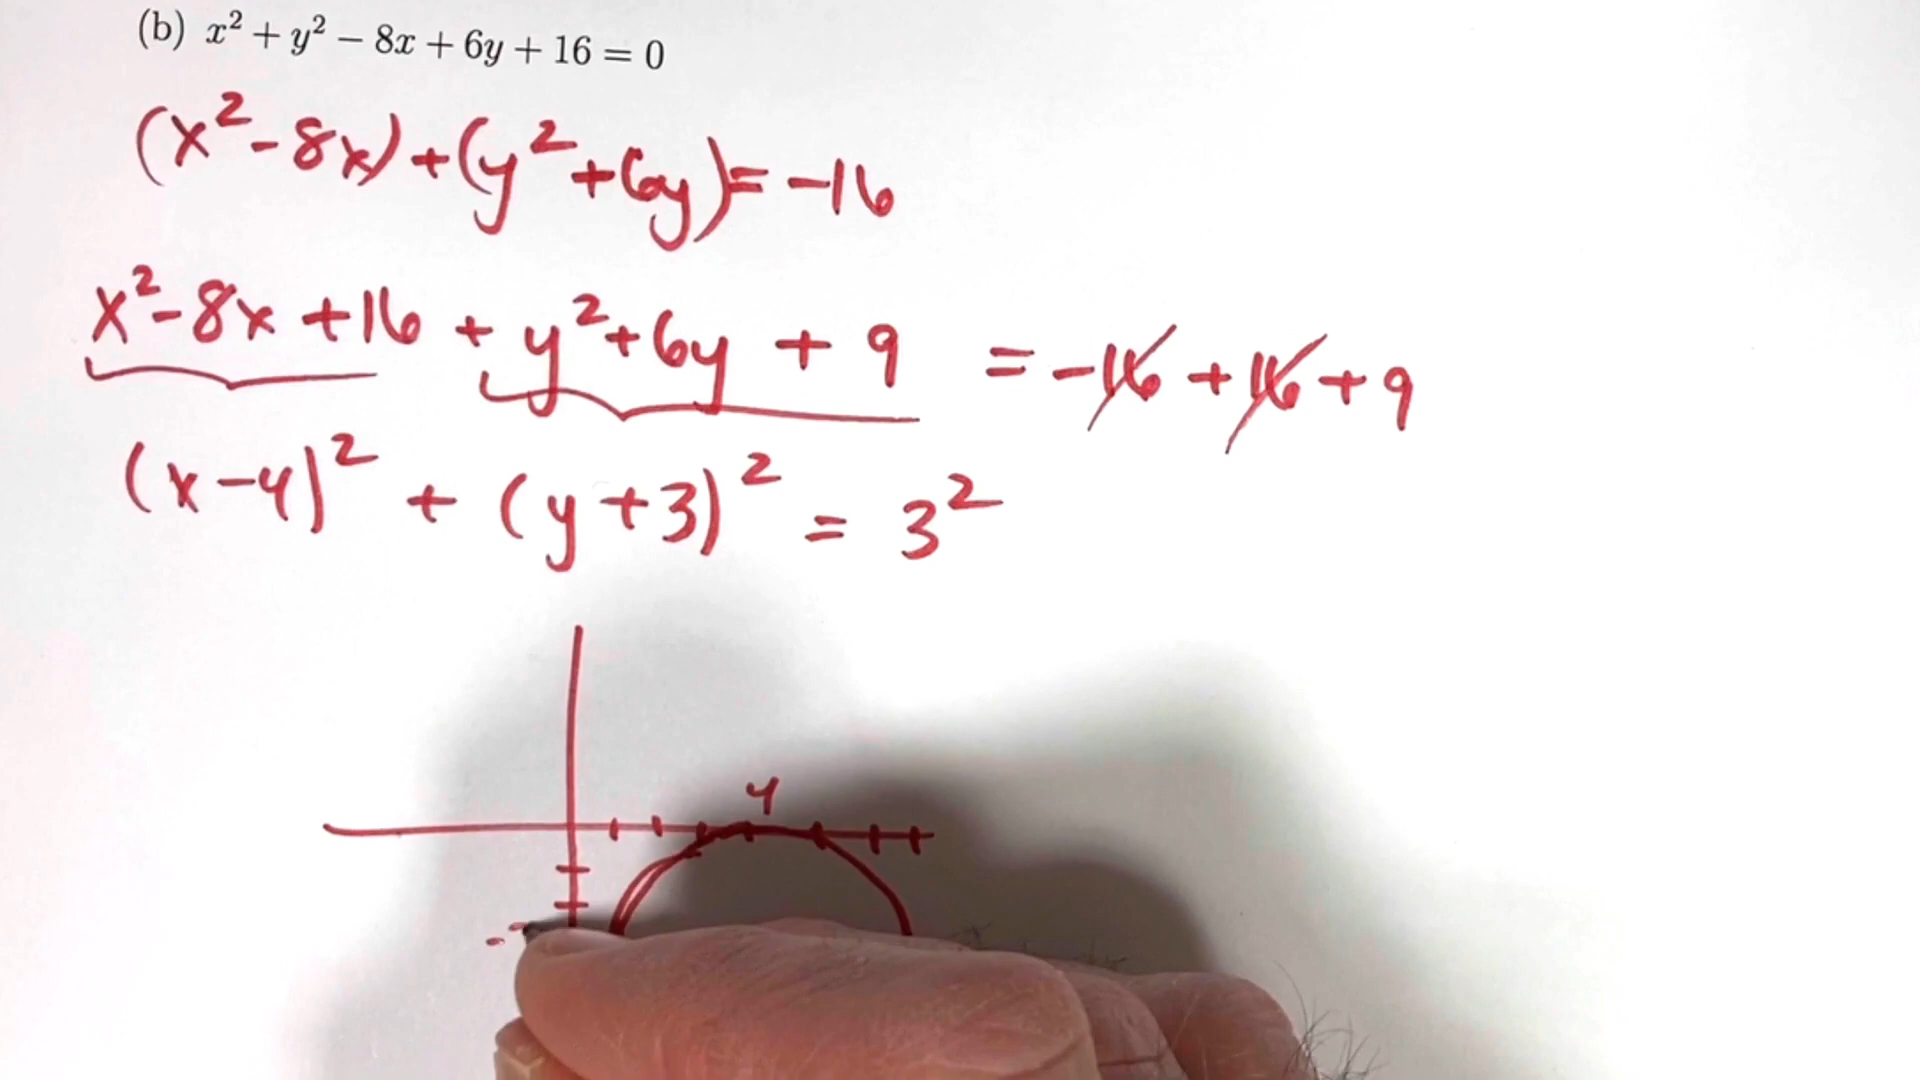 (b) x² + y² − 8x + 6y + 16 = 0
(x² - 8x) + (y² + 6y) = -16
x² - 8x + 16 + y² + 6y + 9 = -16 + 16 + 9
(x - 4)² + (y + 3)² = 3²
4